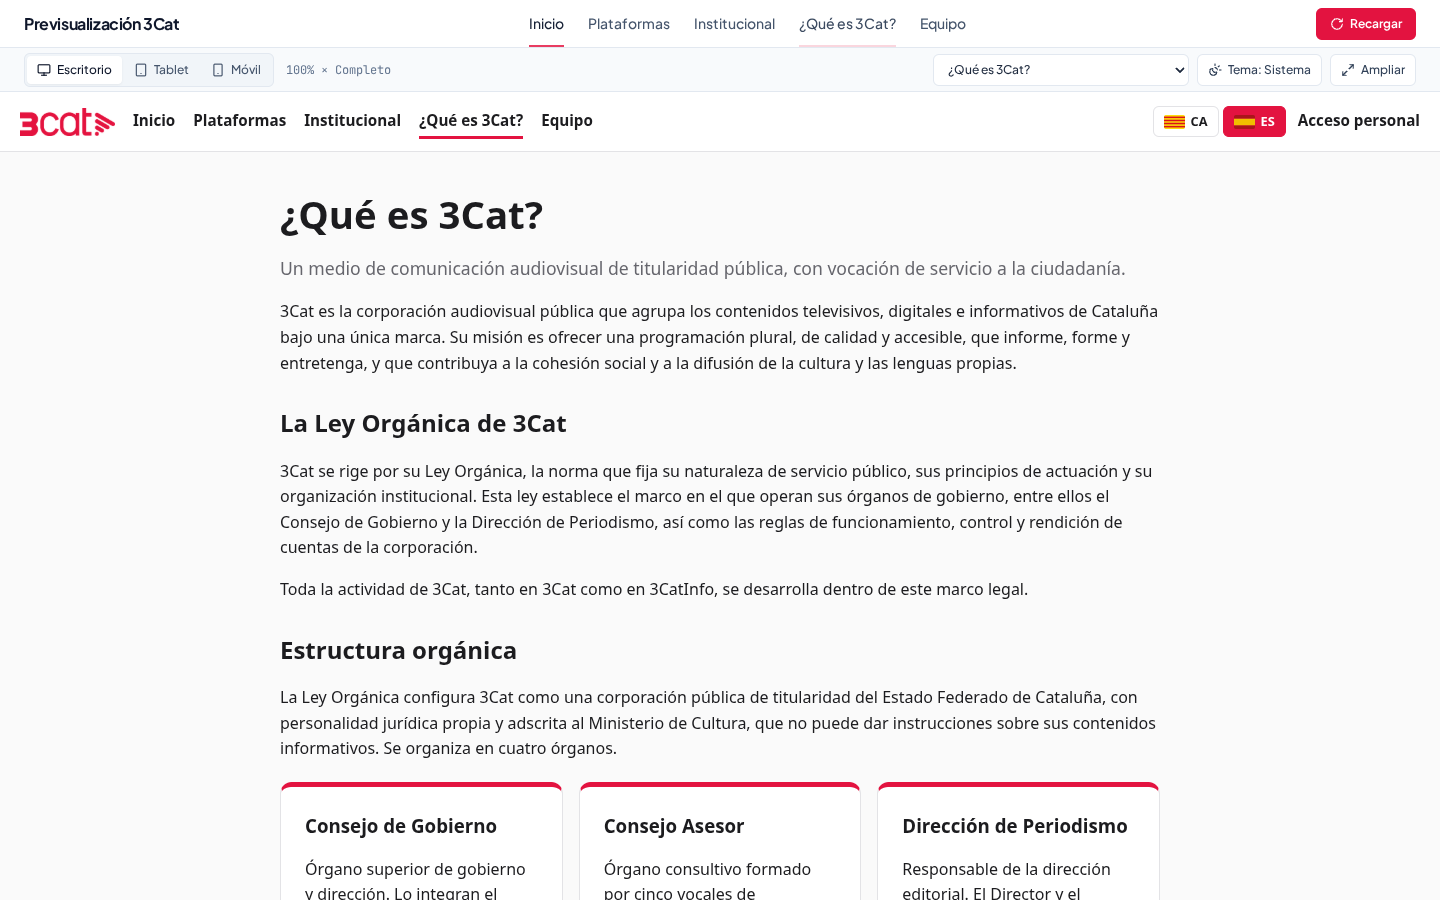 Previsualización 3Cat
Inicio Plataformas Institucional ¿Qué es 3Cat? Equipo
Recargar
Escritorio Tablet Móvil 100% × Completo
¿Qué es 3Cat? Tema: Sistema Ampliar
3cat Inicio Plataformas Institucional ¿Qué es 3Cat? Equipo
CA ES Acceso personal
¿Qué es 3Cat?
Un medio de comunicación audiovisual de titularidad pública, con vocación de servicio a la ciudadanía.
3Cat es la corporación audiovisual pública que agrupa los contenidos televisivos, digitales e informativos de Cataluña
bajo una única marca. Su misión es ofrecer una programación plural, de calidad y accesible, que informe, forme y
entretenga, y que contribuya a la cohesión social y a la difusión de la cultura y las lenguas propias.
La Ley Orgánica de 3Cat
3Cat se rige por su Ley Orgánica, la norma que fija su naturaleza de servicio público, sus principios de actuación y su
organización institucional. Esta ley establece el marco en el que operan sus órganos de gobierno, entre ellos el
Consejo de Gobierno y la Dirección de Periodismo, así como las reglas de funcionamiento, control y rendición de
cuentas de la corporación.
Toda la actividad de 3Cat, tanto en 3Cat como en 3CatInfo, se desarrolla dentro de este marco legal.
Estructura orgánica
La Ley Orgánica configura 3Cat como una corporación pública de titularidad del Estado Federado de Cataluña, con
personalidad jurídica propia y adscrita al Ministerio de Cultura, que no puede dar instrucciones sobre sus contenidos
informativos. Se organiza en cuatro órganos.
Consejo de Gobierno
Órgano superior de gobierno
y dirección. Lo integran el
Consejo Asesor
Órgano consultivo formado
por cinco vocales de
Dirección de Periodismo
Responsable de la dirección
editorial. El Director y el